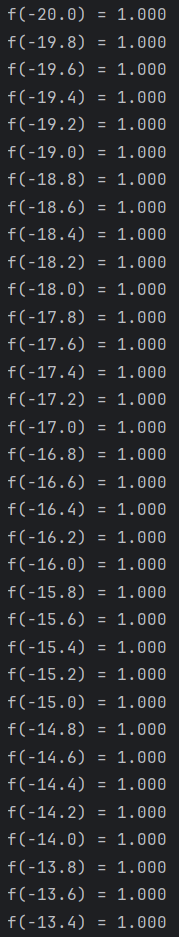 f(-20.0) = 1.000
f(-19.8) = 1.000
f(-19.6) = 1.000
f(-19.4) = 1.000
f(-19.2) = 1.000
f(-19.0) = 1.000
f(-18.8) = 1.000
f(-18.6) = 1.000
f(-18.4) = 1.000
f(-18.2) = 1.000
f(-18.0) = 1.000
f(-17.8) = 1.000
f(-17.6) = 1.000
f(-17.4) = 1.000
f(-17.2) = 1.000
f(-17.0) = 1.000
f(-16.8) = 1.000
f(-16.6) = 1.000
f(-16.4) = 1.000
f(-16.2) = 1.000
f(-16.0) = 1.000
f(-15.8) = 1.000
f(-15.6) = 1.000
f(-15.4) = 1.000
f(-15.2) = 1.000
f(-15.0) = 1.000
f(-14.8) = 1.000
f(-14.6) = 1.000
f(-14.4) = 1.000
f(-14.2) = 1.000
f(-14.0) = 1.000
f(-13.8) = 1.000
f(-13.6) = 1.000
f(-13.4) = 1.000